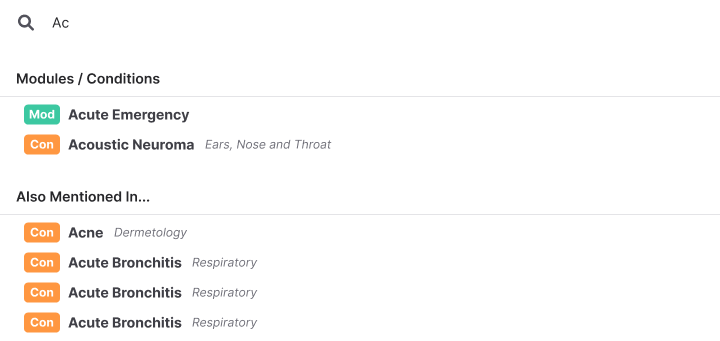 Ac
Modules / Conditions
Mod Acute Emergency
Con Acoustic Neuroma Ears, Nose and Throat
Also Mentioned In...
Con Acne Dermetology
Con Acute Bronchitis Respiratory
Con Acute Bronchitis Respiratory
Con Acute Bronchitis Respiratory